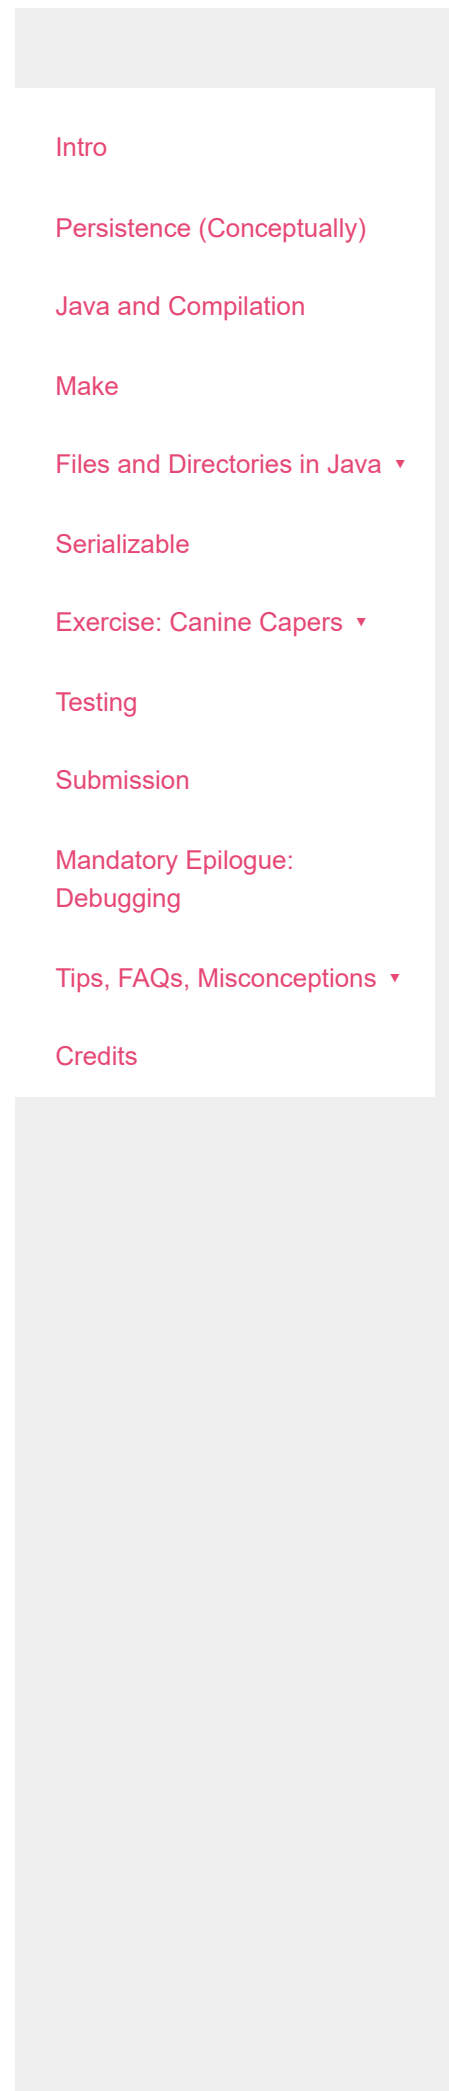 Intro
Persistence (Conceptually)
Java and Compilation
Make
Files and Directories in Java ▼
Serializable
Exercise: Canine Capers ▼
Testing
Submission
Mandatory Epilogue:
Debugging
Tips, FAQs, Misconceptions ▼
Credits